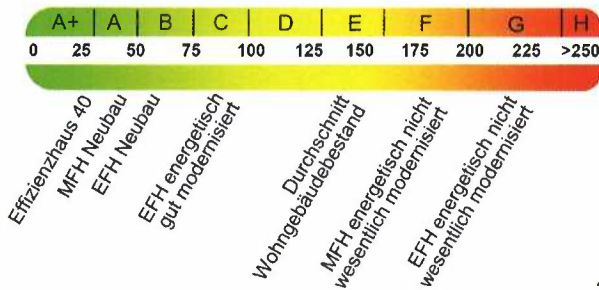 A+ A B C D E F G H
0 25 50 75 100 125 150 175 200 225 >250
Effizienzhaus 40
MFH Neubau
EFH Neubau
EFH energetisch
gut modernisiert
Durchschnitt
Wohngebäudebestand
MFH energetisch nicht
wesentlich modernisiert
EFH energetisch nicht
wesentlich modernisiert